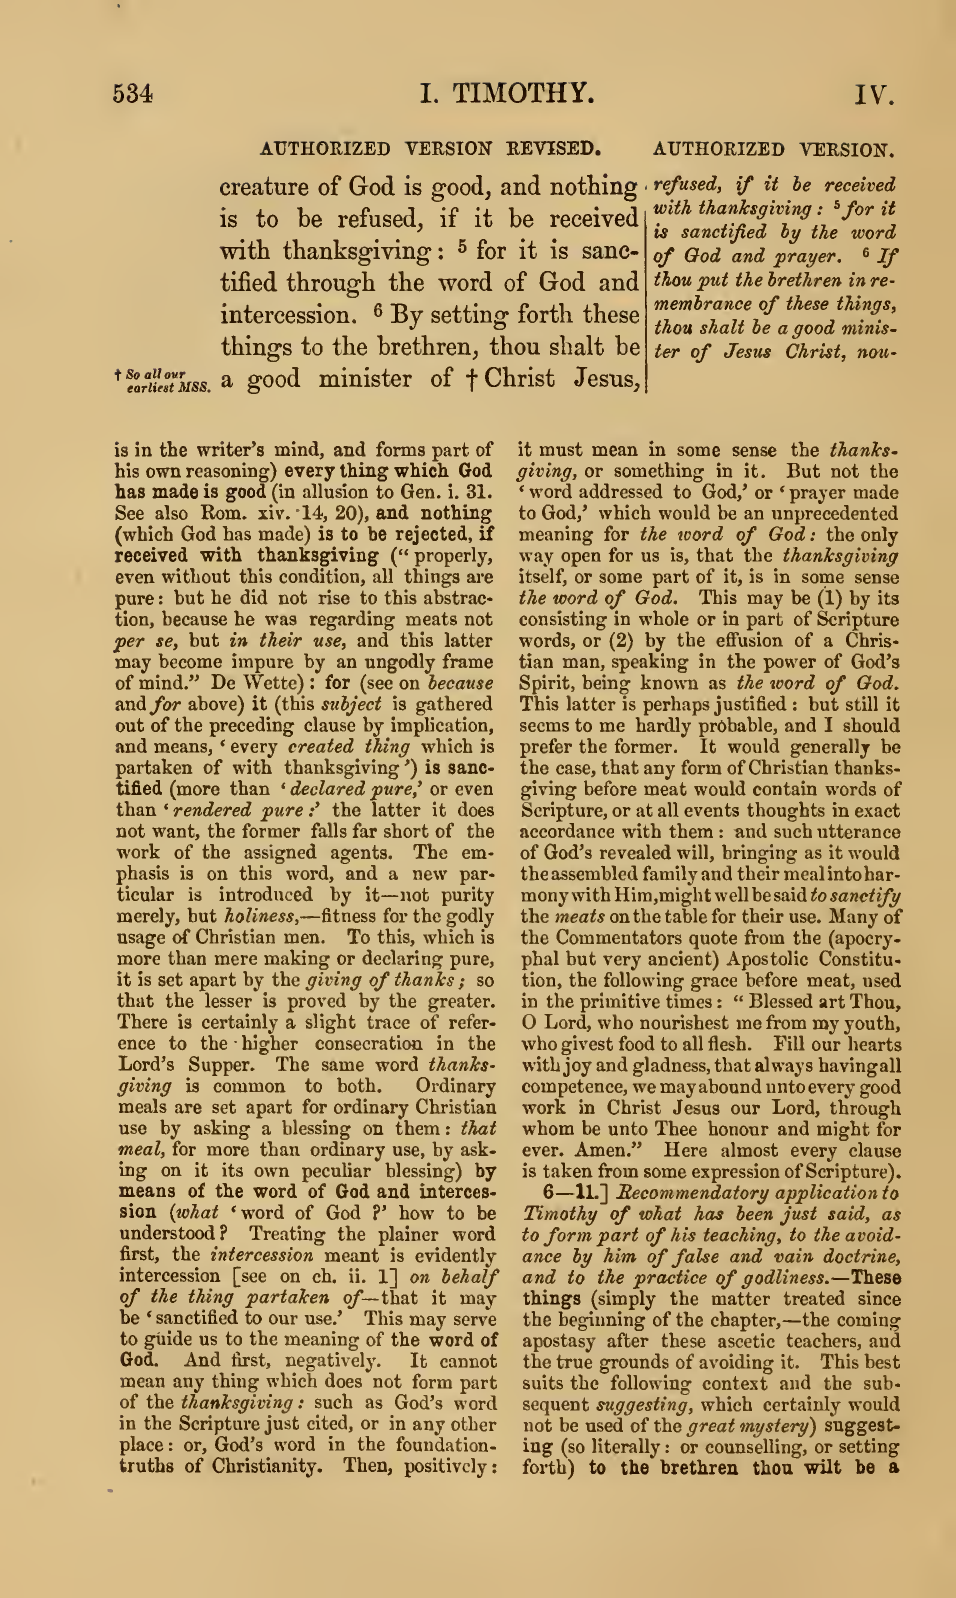 534
I. TIMOTHY.
IV.
AUTHORIZED VERSION REVISED.
creature of God is good, and nothing
is to be refused, if it be received
with thanksgiving: ⁵ for it is sanc-
tified through the word of God and
intercession. ⁶ By setting forth these
things to the brethren, thou shalt be
a good minister of † Christ Jesus,
† So all our
earliest MSS.
AUTHORIZED VERSION.
refused, if it be received
with thanksgiving: ⁵ for it
is sanctified by the word
of God and prayer. ⁶ If
thou put the brethren in re-
membrance of these things,
thou shalt be a good minis-
ter of Jesus Christ, nou-
is in the writer's mind, and forms part of
his own reasoning) every thing which God
has made is good (in allusion to Gen. i. 31.
See also Rom. xiv. 14, 20), and nothing
(which God has made) is to be rejected, if
received with thanksgiving (“properly,
even without this condition, all things are
pure: but he did not rise to this abstrac-
tion, because he was regarding meats not
per se, but in their use, and this latter
may become impure by an ungodly frame
of mind.” De Wette): for (see on because
and for above) it (this subject is gathered
out of the preceding clause by implication,
and means, ‘every created thing which is
partaken of with thanksgiving’) is sanc-
tified (more than ‘declared pure,’ or even
than ‘rendered pure:’ the latter it does
not want, the former falls far short of the
work of the assigned agents. The em-
phasis is on this word, and a new par-
ticular is introduced by it—not purity
merely, but holiness,—fitness for the godly
usage of Christian men. To this, which is
more than mere making or declaring pure,
it is set apart by the giving of thanks; so
that the lesser is proved by the greater.
There is certainly a slight trace of refer-
ence to the higher consecration in the
Lord's Supper. The same word thanks-
giving is common to both. Ordinary
meals are set apart for ordinary Christian
use by asking a blessing on them: that
meal, for more than ordinary use, by ask-
ing on it its own peculiar blessing) by
means of the word of God and interces-
sion (what ‘word of God?’ how to be
understood? Treating the plainer word
first, the intercession meant is evidently
intercession [see on ch. ii. 1] on behalf
of the thing partaken of—that it may
be ‘sanctified to our use.’ This may serve
to guide us to the meaning of the word of
God. And first, negatively. It cannot
mean any thing which does not form part
of the thanksgiving: such as God's word
in the Scripture just cited, or in any other
place: or, God's word in the foundation-
truths of Christianity. Then, positively:
it must mean in some sense the thanks-
giving, or something in it. But not the
‘word addressed to God,’ or ‘prayer made
to God,’ which would be an unprecedented
meaning for the word of God: the only
way open for us is, that the thanksgiving
itself, or some part of it, is in some sense
the word of God. This may be (1) by its
consisting in whole or in part of Scripture
words, or (2) by the effusion of a Chris-
tian man, speaking in the power of God's
Spirit, being known as the word of God.
This latter is perhaps justified: but still it
seems to me hardly probable, and I should
prefer the former. It would generally be
the case, that any form of Christian thanks-
giving before meat would contain words of
Scripture, or at all events thoughts in exact
accordance with them: and such utterance
of God's revealed will, bringing as it would
the assembled family and their meal into har-
mony with Him, might well be said to sanctify
the meats on the table for their use. Many of
the Commentators quote from the (apocry-
phal but very ancient) Apostolic Constitu-
tion, the following grace before meat, used
in the primitive times: “Blessed art Thou,
O Lord, who nourishest me from my youth,
who givest food to all flesh. Fill our hearts
with joy and gladness, that always having all
competence, we may abound unto every good
work in Christ Jesus our Lord, through
whom be unto Thee honour and might for
ever. Amen.” Here almost every clause
is taken from some expression of Scripture).
6—11.] Recommendatory application to
Timothy of what has been just said, as
to form part of his teaching, to the avoid-
ance by him of false and vain doctrine,
and to the practice of godliness.—These
things (simply the matter treated since
the beginning of the chapter,—the coming
apostasy after these ascetic teachers, and
the true grounds of avoiding it. This best
suits the following context and the sub-
sequent suggesting, which certainly would
not be used of the great mystery) suggest-
ing (so literally: or counselling, or setting
forth) to the brethren thou wilt be a